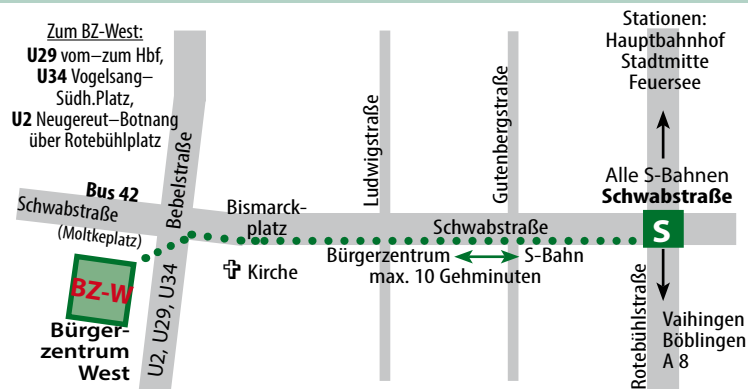 Zum BZ-West:
U29 vom–zum Hbf,
U34 Vogelsang–
Südh.Platz,
U2 Neugereut–Botnang
über Rotebühlplatz
Stationen:
Hauptbahnhof
Stadtmitte
Feuersee
Bebelstraße
Ludwigstraße
Gutenbergstraße
Alle S-Bahnen
Schwabstraße
Bus 42
Schwabstraße
(Moltkeplatz)
Bismarck-
platz
Schwabstraße
S
Kirche
Bürgerzentrum
S-Bahn
max. 10 Gehminuten
BZ-W
Bürger-
zentrum
West
U2, U29, U34
Rotebühlstraße
Vaihingen
Böblingen
A 8